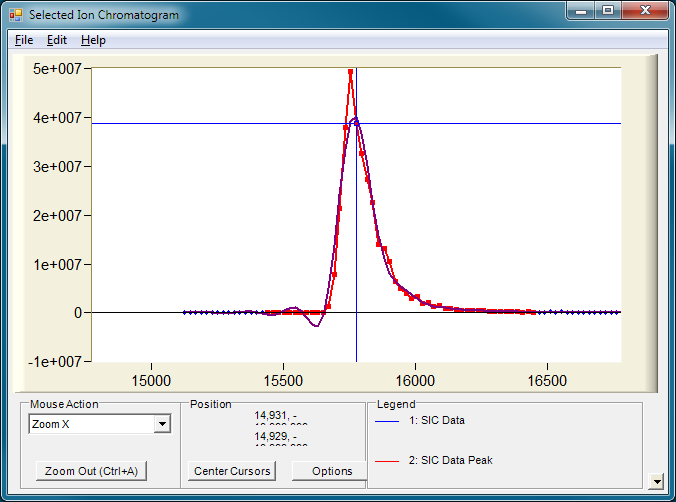 Selected Ion Chromatogram
File Edit Help
5e+007
4e+007
3e+007
2e+007
1e+007
0
-1e+007
15000 15500 16000 16500
Mouse Action
Zoom X
Zoom Out (Ctrl+A)
Position
14,931, -
14,929, -
Center Cursors
Options
Legend
1: SIC Data
2: SIC Data Peak